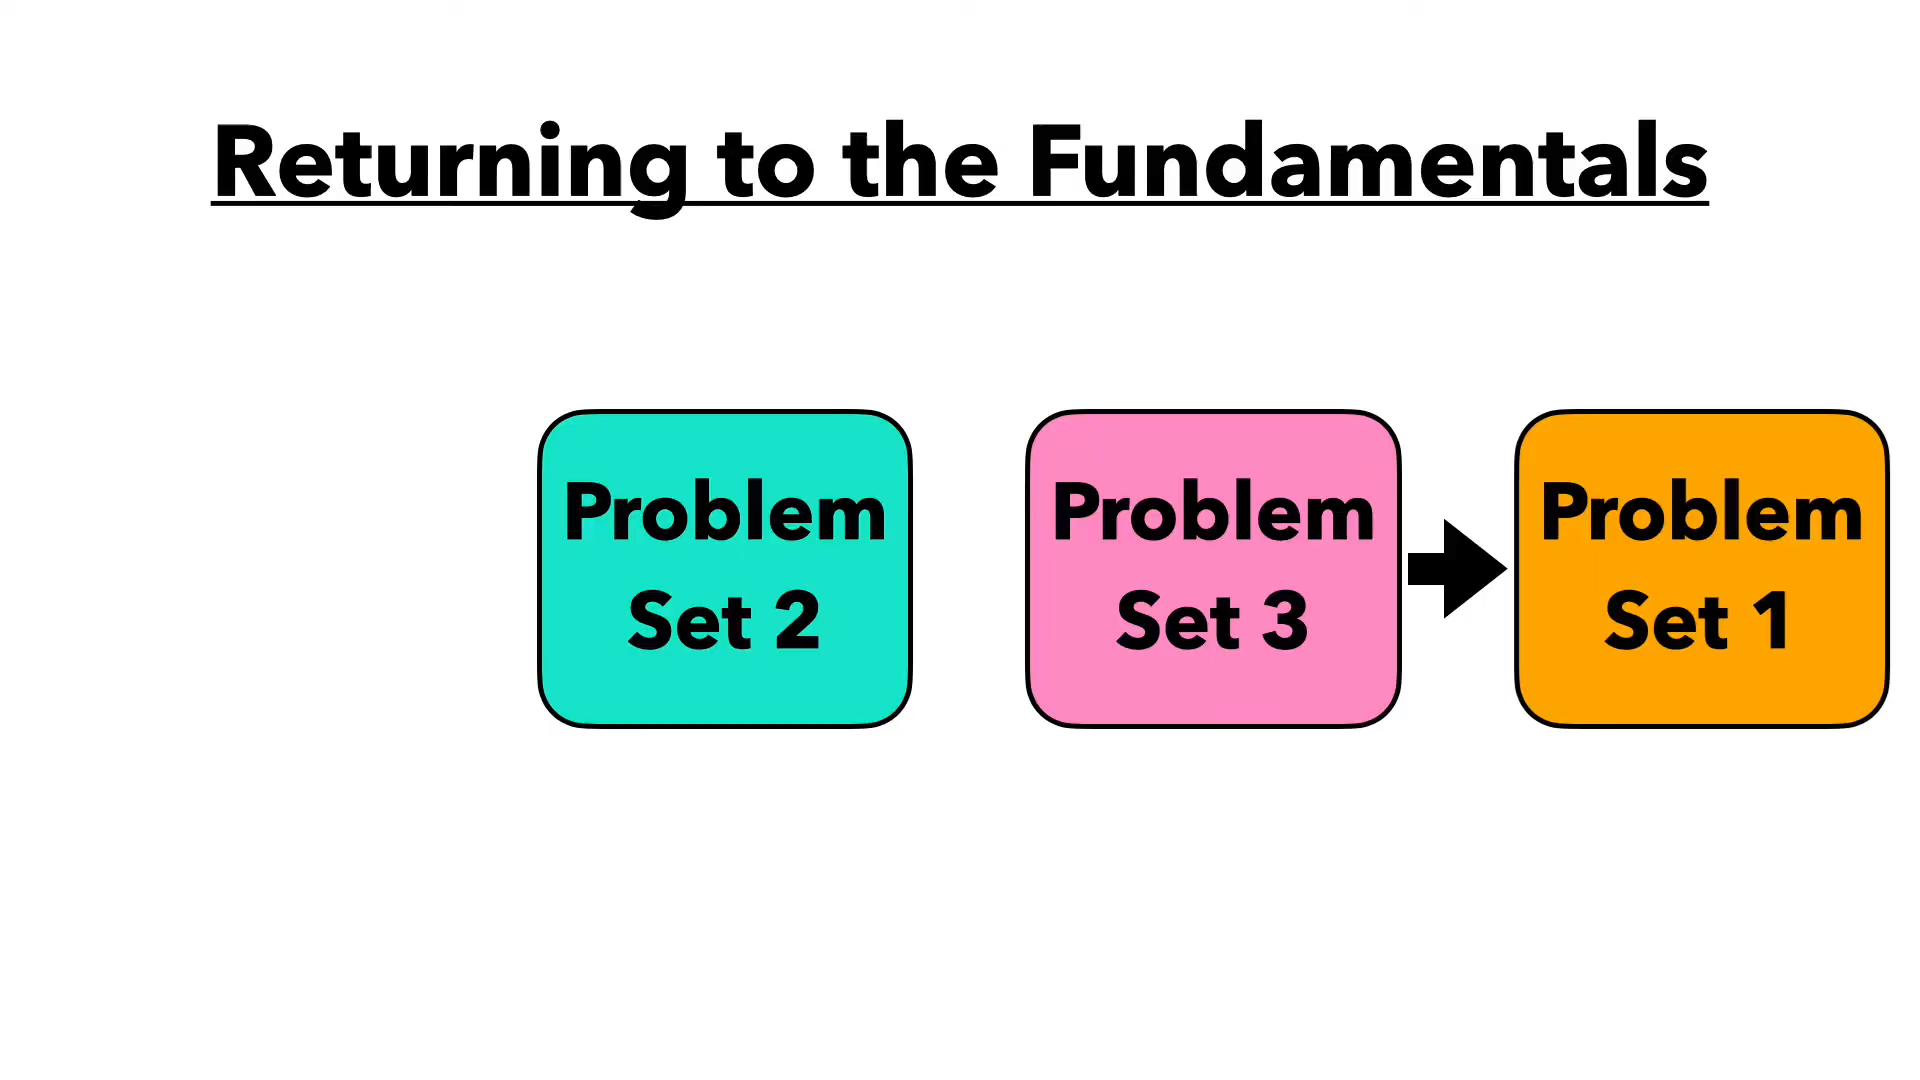 Returning to the Fundamentals
Problem
Set 2
Problem
Set 3
Problem
Set 1